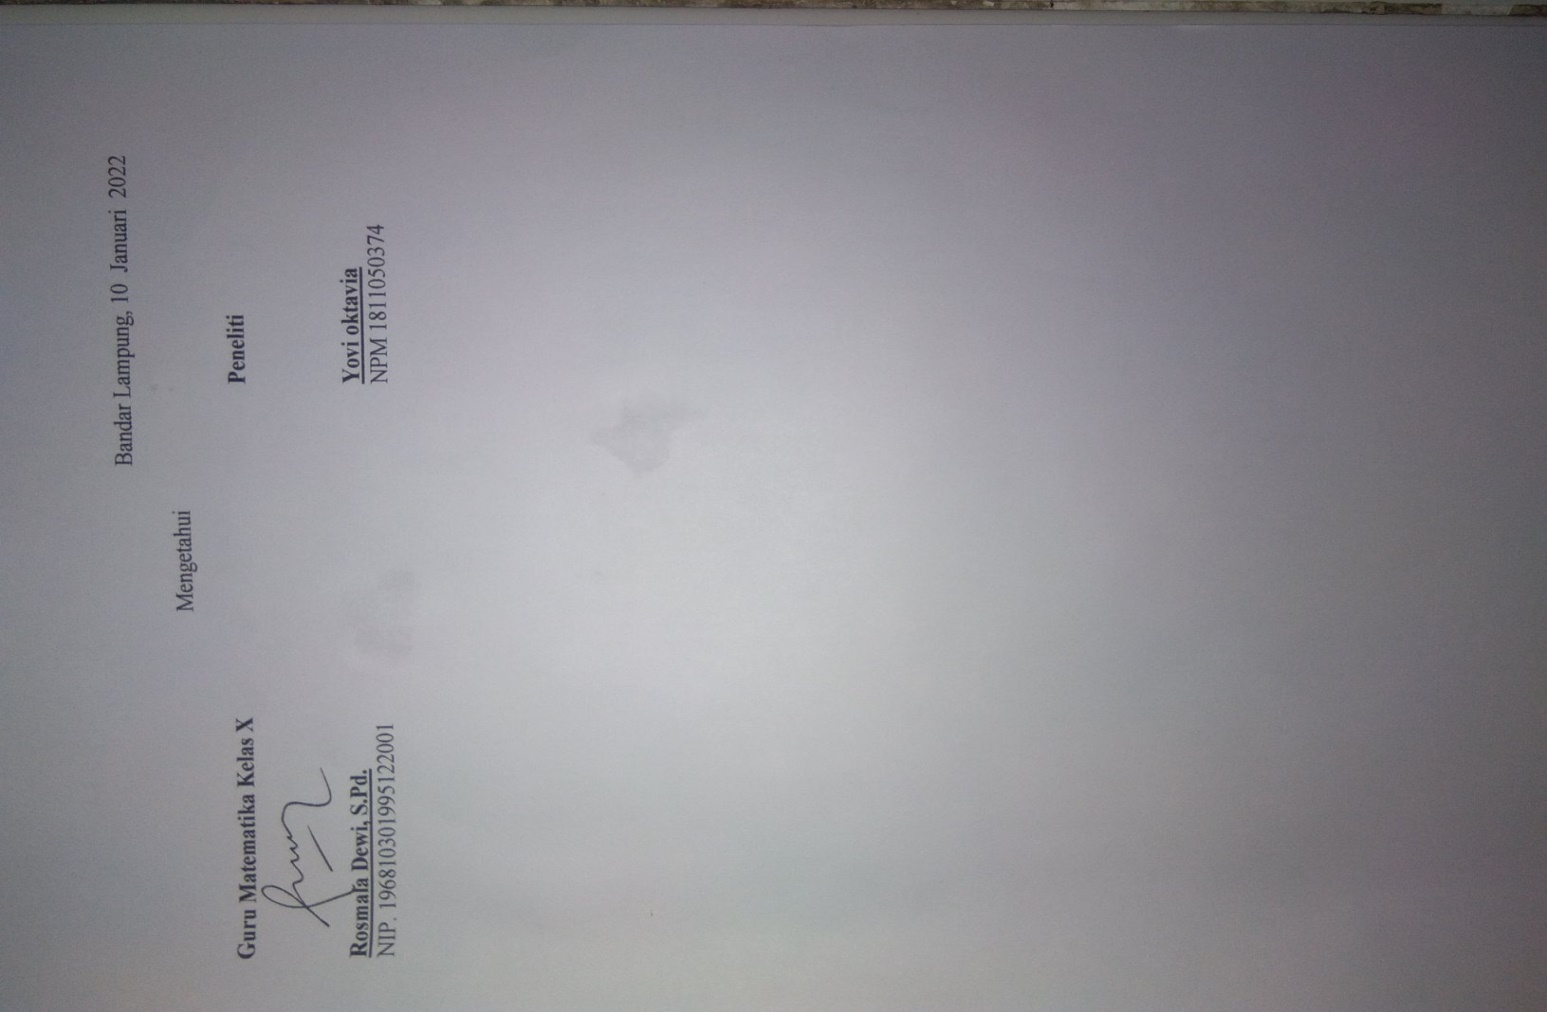 Bandar Lampung, 10 Januari 2022
Mengetahui
Guru Matematika Kelas X
Peneliti
Rosmala Dewi, S.Pd.
NIP. 196810301995122001
Yovi oktavia
NPM 1811050374